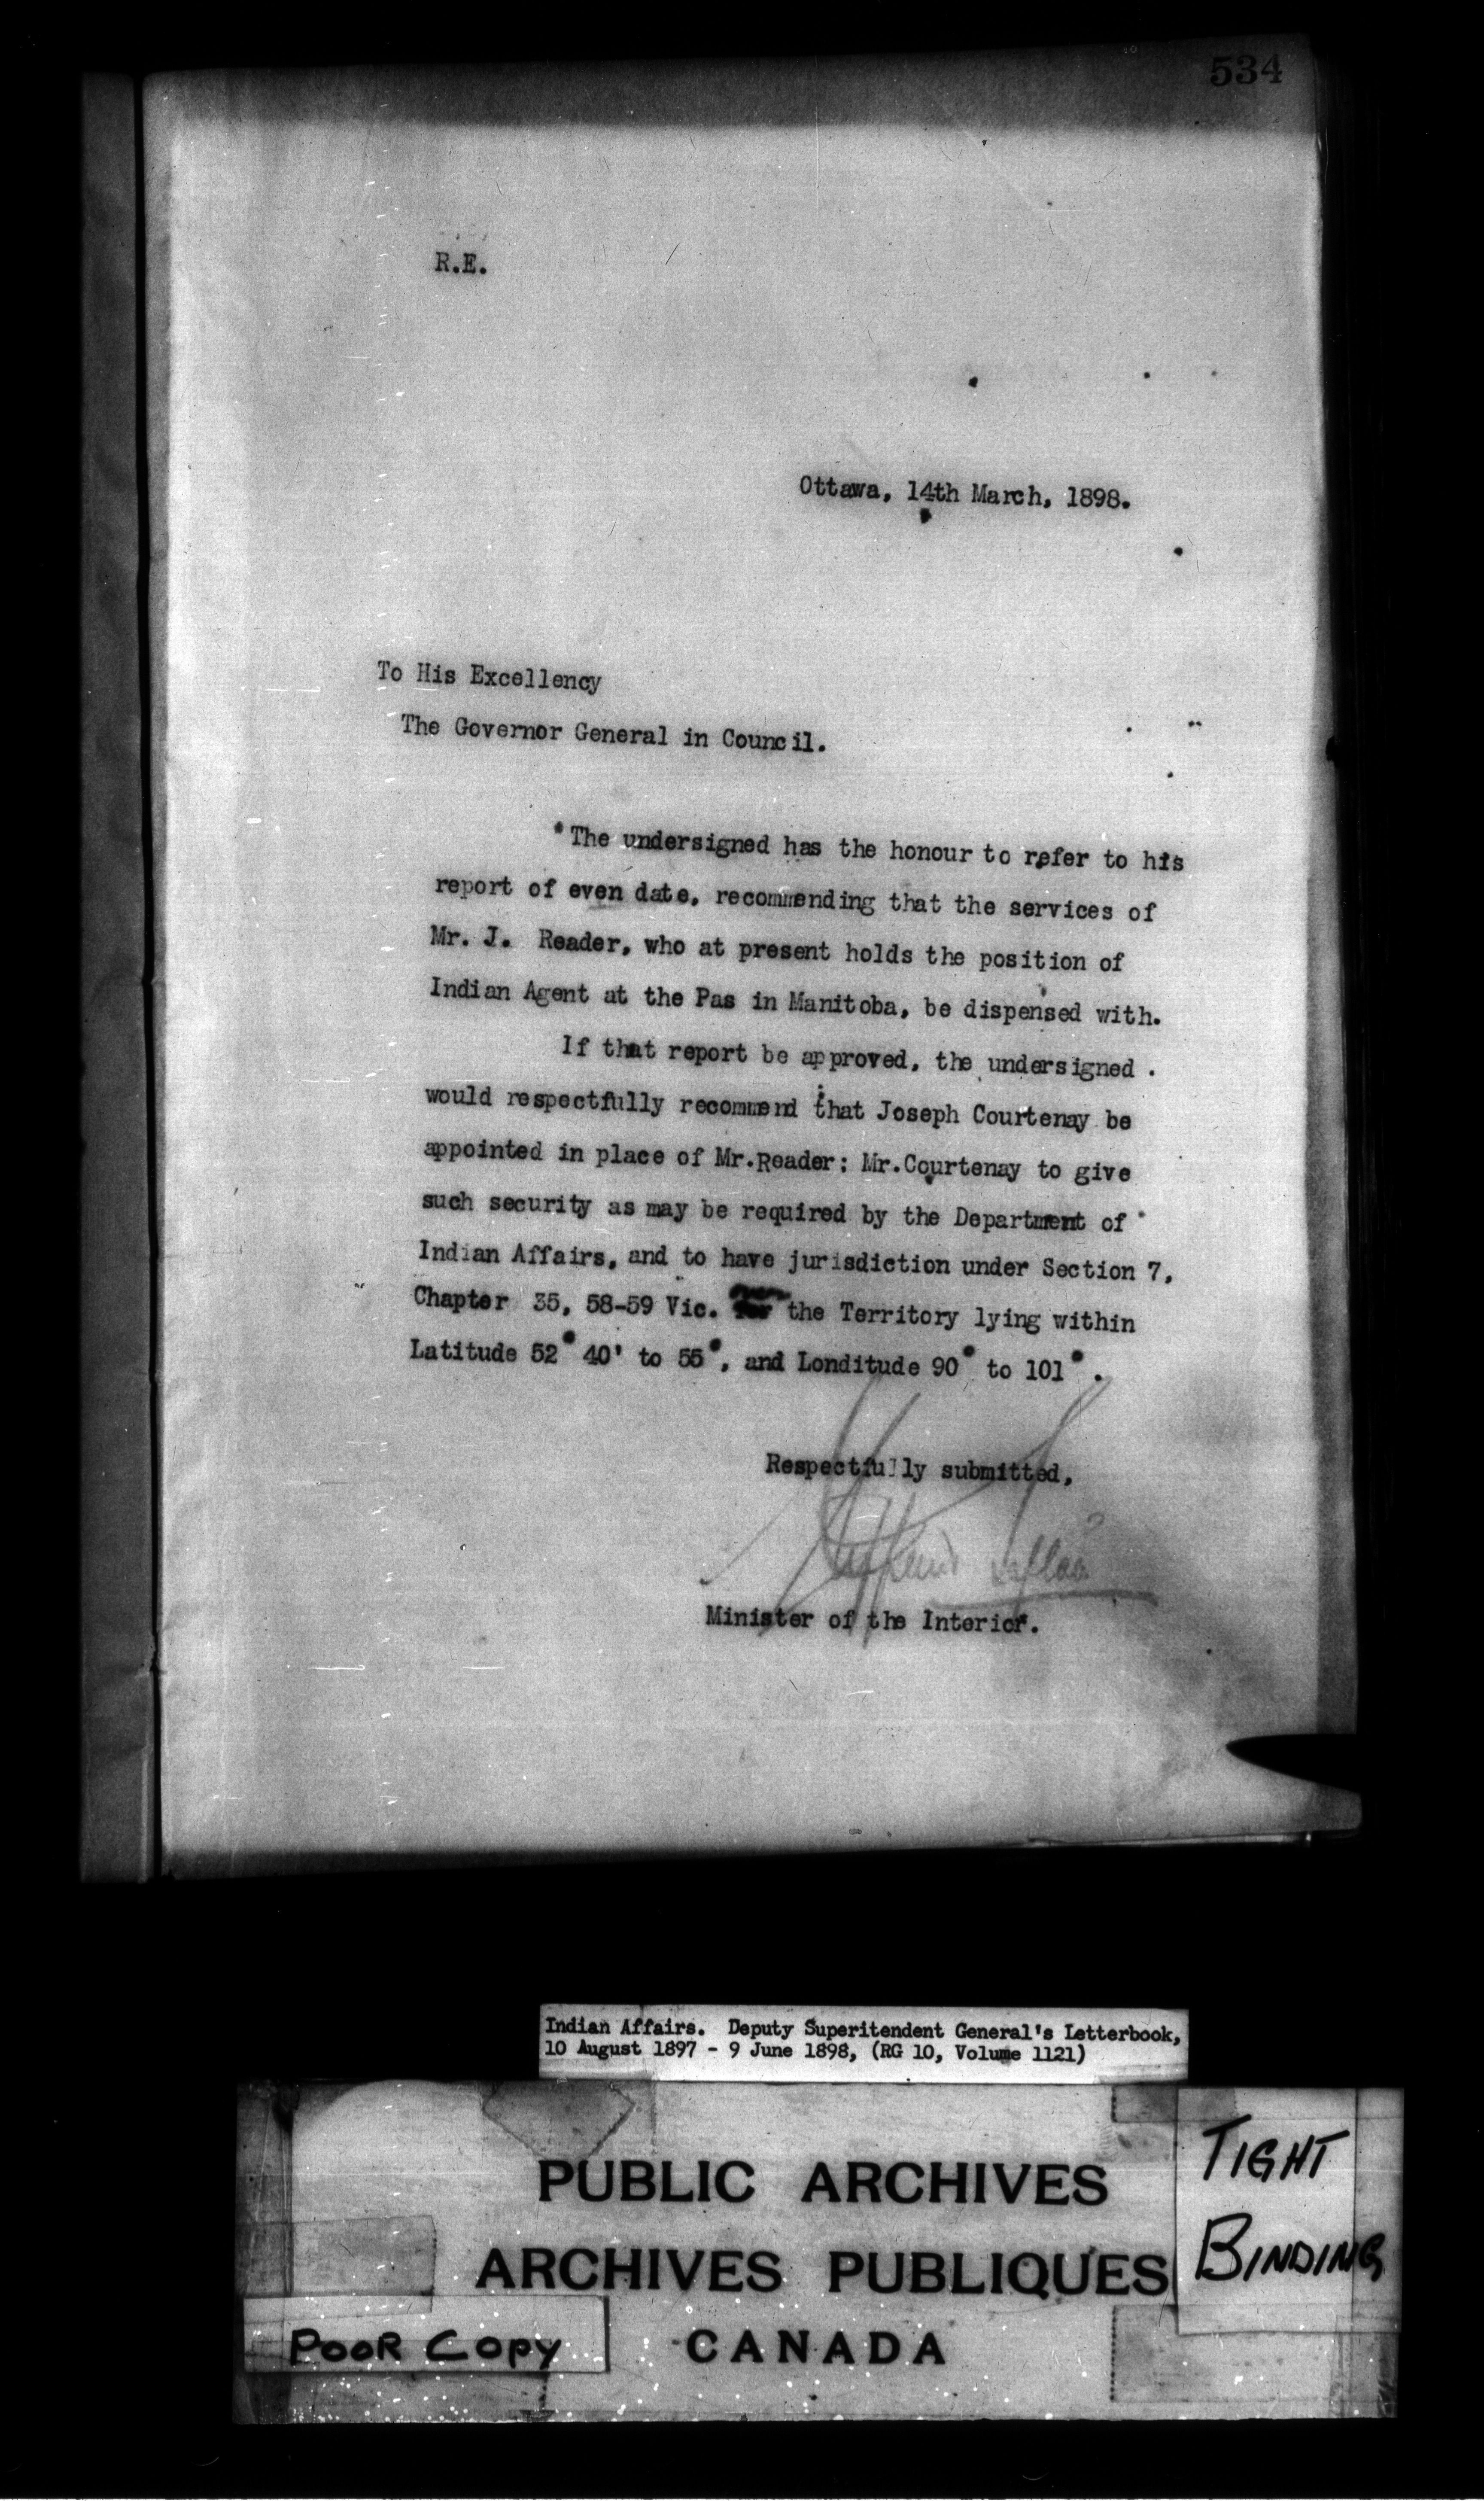 534
R.E.
Ottawa, 14th March, 1898.
To His Excellency
The Governor General in Council.
The undersigned has the honour to refer to his
report of even date, recommending that the services of
Mr. J. Reader, who at present holds the position of
Indian Agent at the Pas in Manitoba, be dispensed with.
If that report be approved, the undersigned
would respectfully recommend that Joseph Courtenay be
appointed in place of Mr.Reader; Mr.Courtenay to give
such security as may be required by the Department of
Indian Affairs, and to have jurisdiction under Section 7,
Chapter 35, 58-59 Vic. over the Territory lying within
Latitude 52° 40' to 55°, and Londitude 90° to 101°.
Respectfully submitted,
Minister of the Interior.
Indian Affairs. Deputy Superitendent General's Letterbook,
10 August 1897 - 9 June 1898, (RG 10, Volume 1121)
PUBLIC ARCHIVES
ARCHIVES PUBLIQUES
CANADA
TIGHT
BINDING
POOR COPY